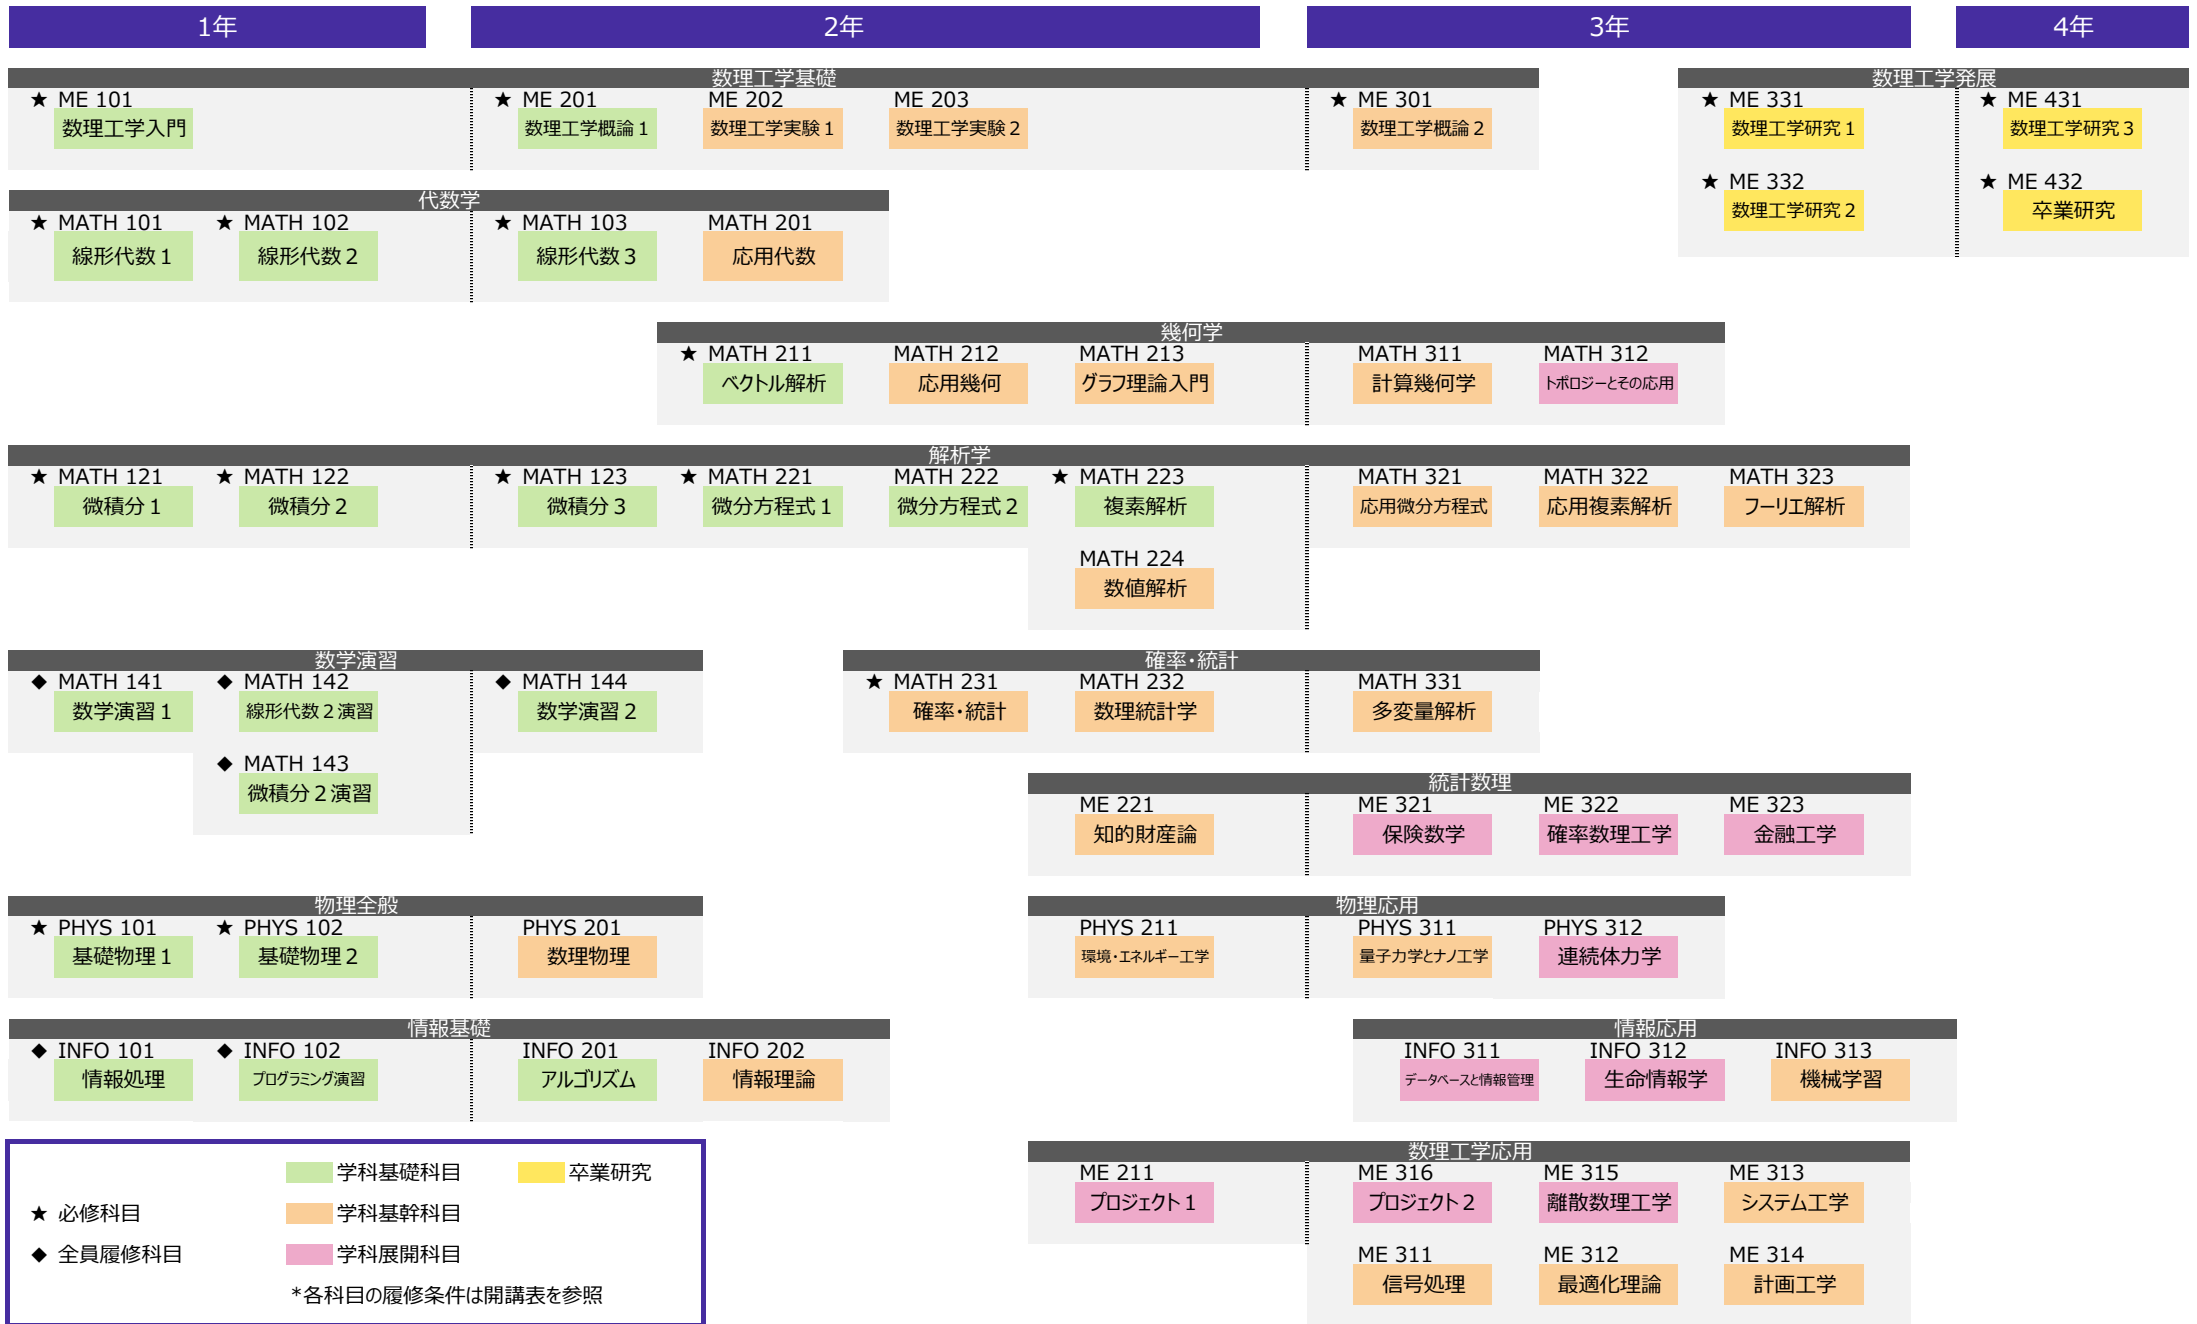 1年 2年 3年 4年
数理工学基礎 数理工学発展
★ ME 101 ★ ME 201 ME 202 ME 203 ★ ME 301 ★ ME 331 ★ ME 431
数理工学入門 数理工学概論1 数理工学実験1 数理工学実験2 数理工学概論2 数理工学研究1 数理工学研究3
★ ME 332 ★ ME 432
数理工学研究2 卒業研究
代数学
★ MATH 101 ★ MATH 102 ★ MATH 103 MATH 201
線形代数1 線形代数2 線形代数3 応用代数
幾何学
★ MATH 211 MATH 212 MATH 213 MATH 311 MATH 312
ベクトル解析 応用幾何 グラフ理論入門 計算幾何学 トポロジーとその応用
解析学
★ MATH 121 ★ MATH 122 ★ MATH 123 ★ MATH 221 MATH 222 ★ MATH 223 MATH 321 MATH 322 MATH 323
微積分1 微積分2 微積分3 微分方程式1 微分方程式2 複素解析 応用微分方程式 応用複素解析 フーリエ解析
MATH 224
数値解析
数学演習 確率・統計
◆ MATH 141 ◆ MATH 142 ◆ MATH 144 ★ MATH 231 MATH 232 MATH 331
数学演習1 線形代数2演習 数学演習2 確率・統計 数理統計学 多変量解析
◆ MATH 143
微積分2演習
統計数理
ME 221 ME 321 ME 322 ME 323
知的財産論 保険数学 確率数理工学 金融工学
物理全般 物理応用
★ PHYS 101 ★ PHYS 102 PHYS 201 PHYS 211 PHYS 311 PHYS 312
基礎物理1 基礎物理2 数理物理 環境・エネルギー工学 量子力学とナノ工学 連続体力学
情報基礎 情報応用
◆ INFO 101 ◆ INFO 102 INFO 201 INFO 202 INFO 311 INFO 312 INFO 313
情報処理 プログラミング演習 アルゴリズム 情報理論 データベースと情報管理 生命情報学 機械学習
数理工学応用
ME 211 ME 316 ME 315 ME 313
プロジェクト1 プロジェクト2 離散数理工学 システム工学
ME 311 ME 312 ME 314
信号処理 最適化理論 計画工学
学科基礎科目 卒業研究
★ 必修科目 学科基幹科目
◆ 全員履修科目 学科展開科目
*各科目の履修条件は開講表を参照